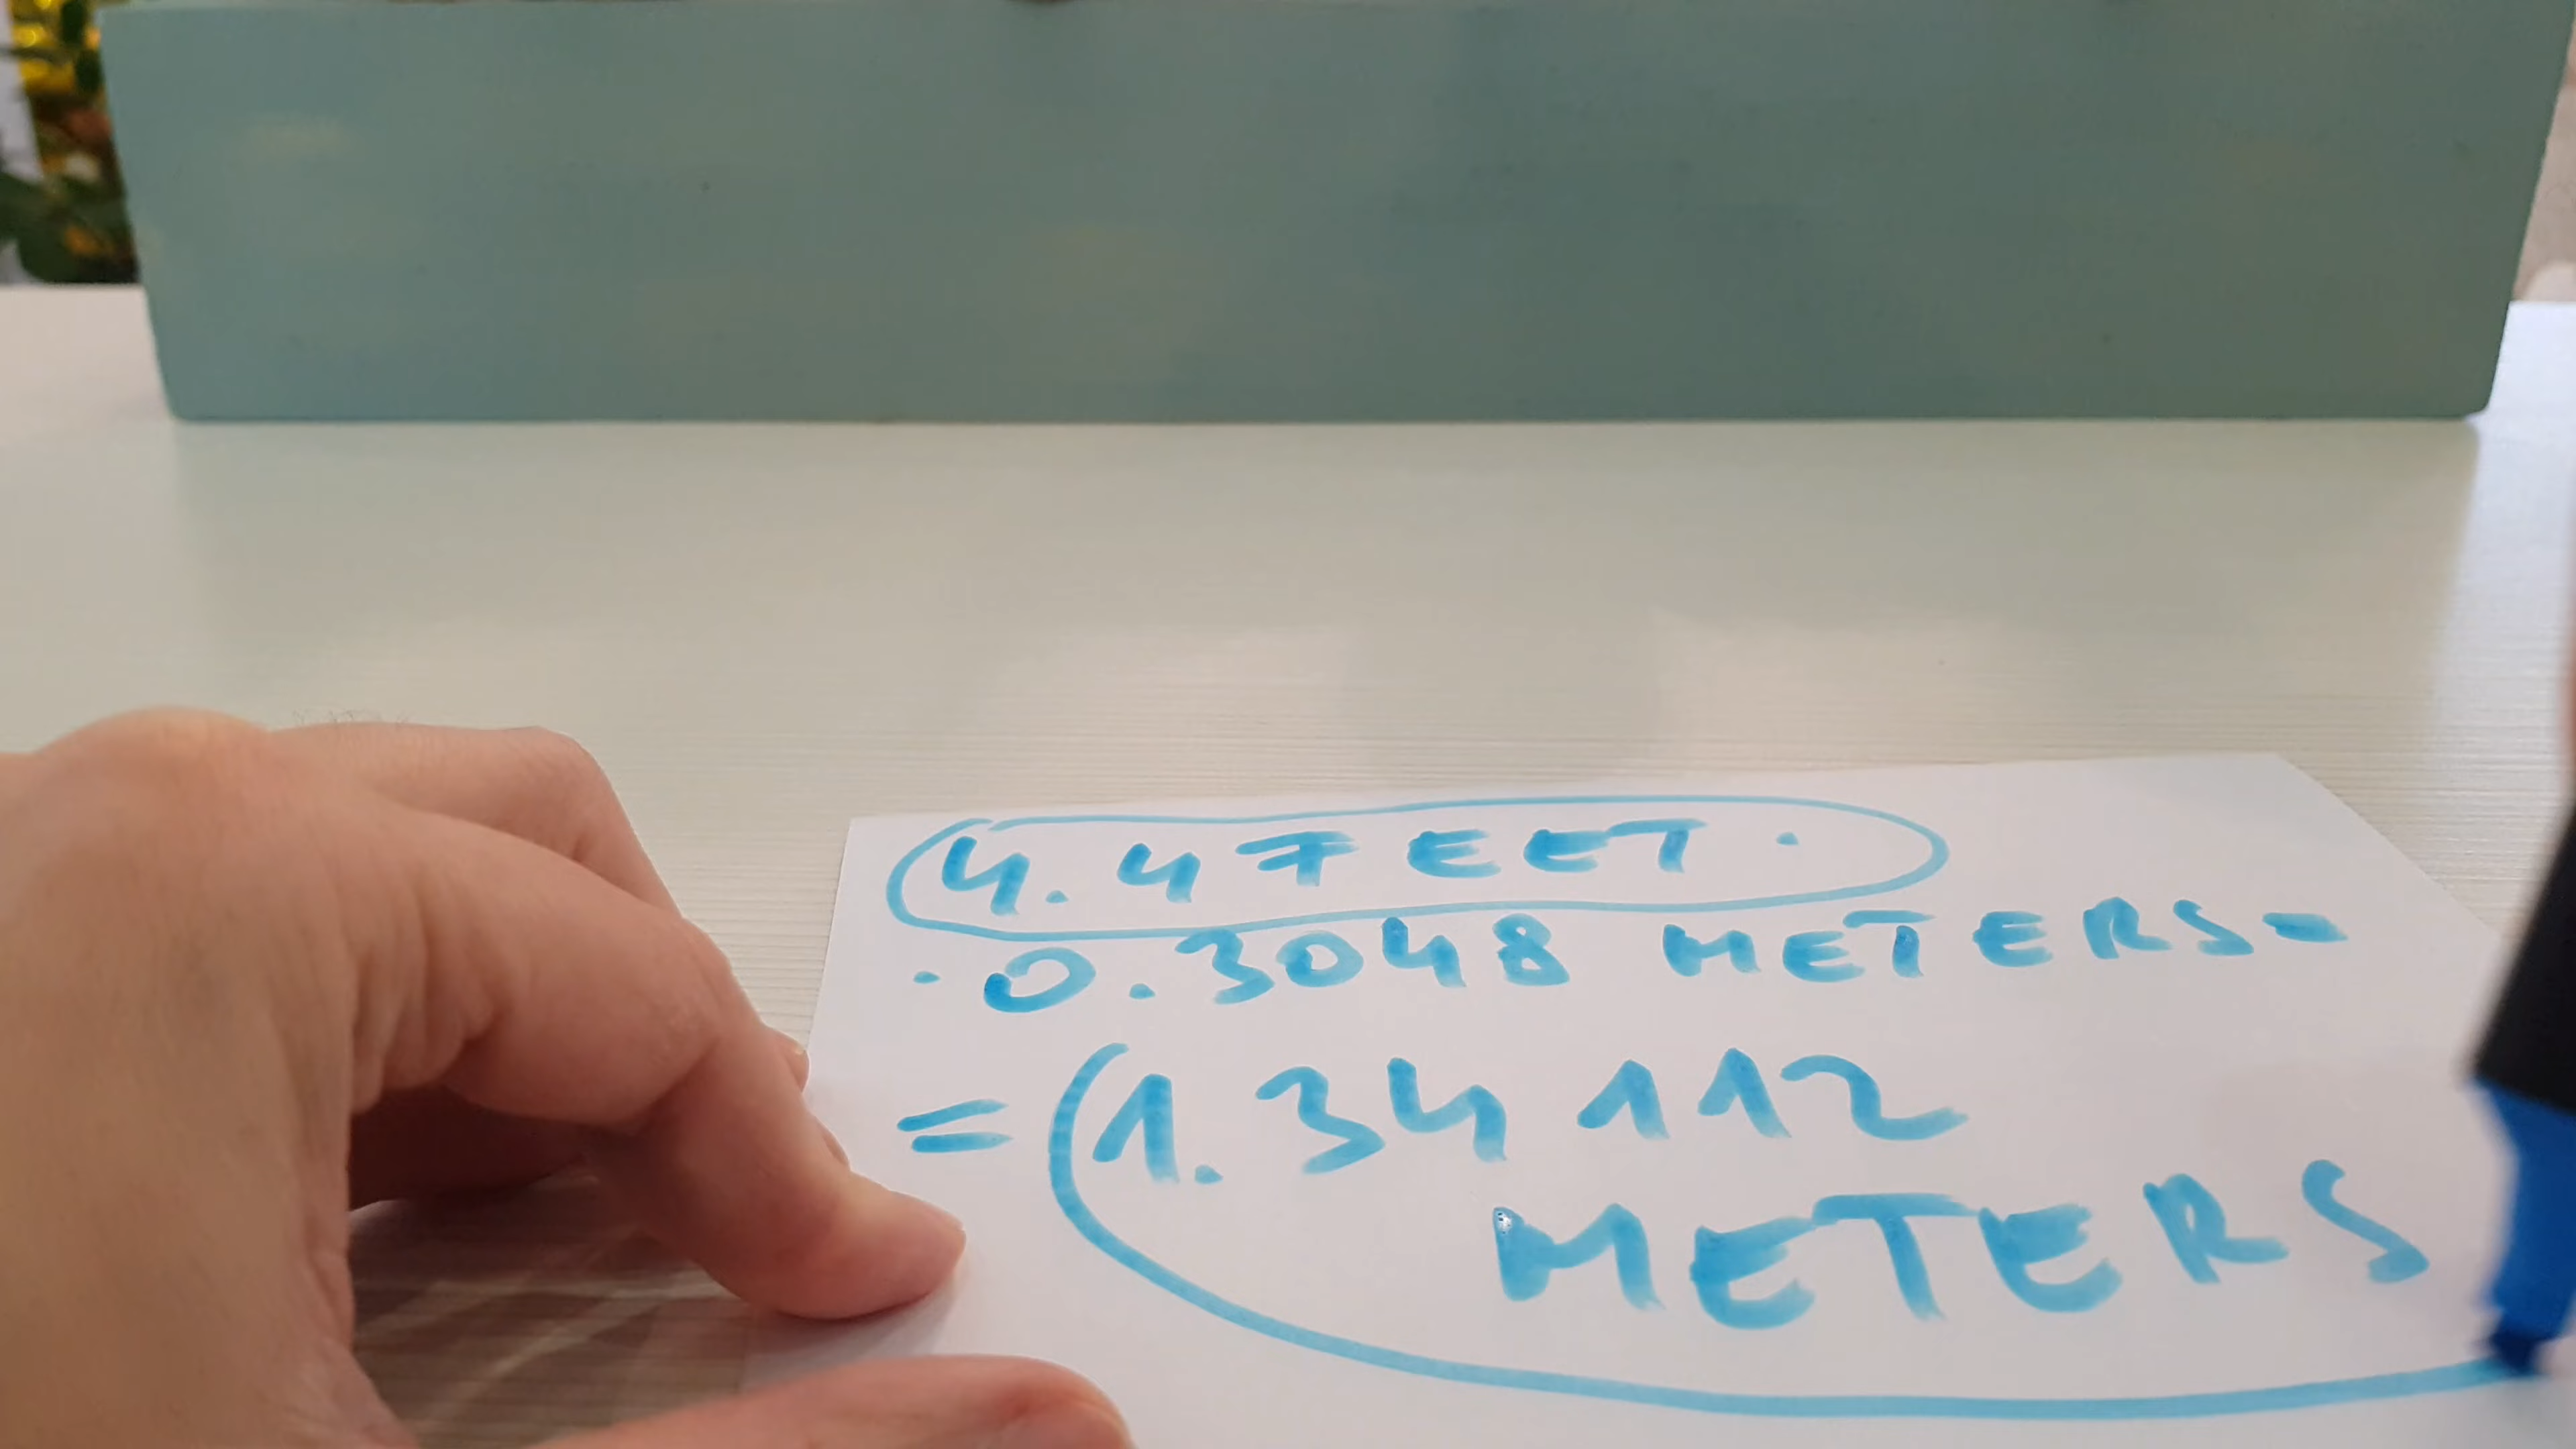 4.4 FEET ·
· 0.3048 METERS =
= 1.34112
METERS